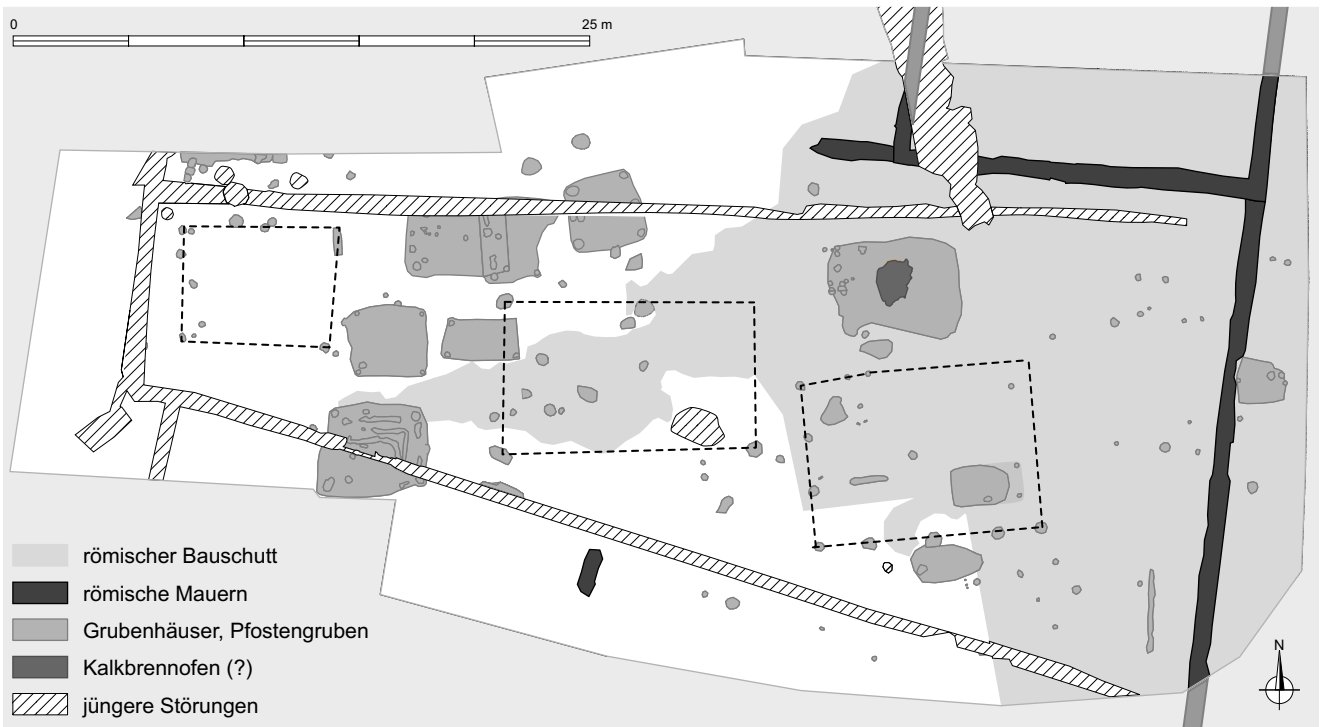 0 25 m
römischer Bauschutt
römische Mauern
Grubenhäuser, Pfostengruben
Kalkbrennofen (?)
jüngere Störungen
N